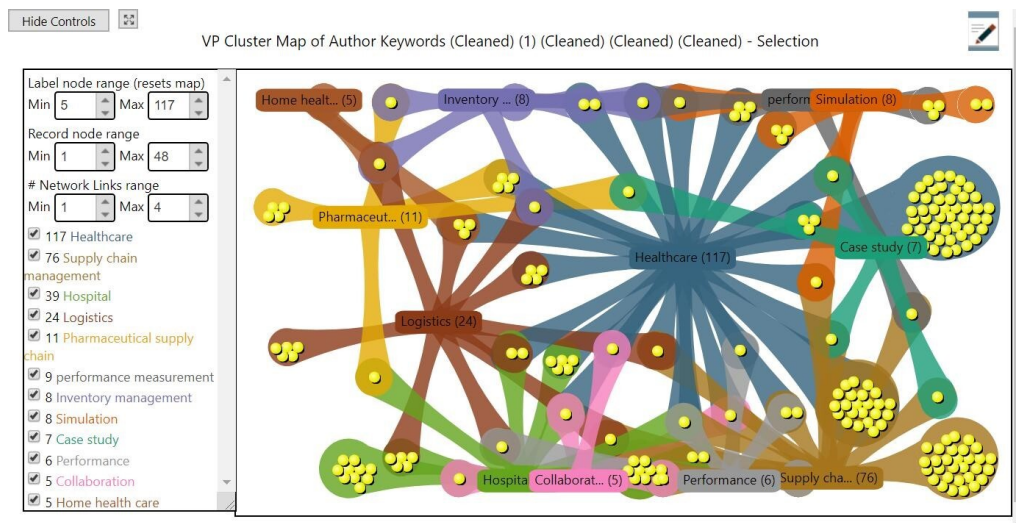 Hide Controls
VP Cluster Map of Author Keywords (Cleaned) (1) (Cleaned) (Cleaned) (Cleaned) - Selection
Label node range (resets map)
Min 5 Max 117
Record node range
Min 1 Max 48
# Network Links range
Min 1 Max 4
117 Healthcare
76 Supply chain
management
39 Hospital
24 Logistics
11 Pharmaceutical supply
chain
9 performance measurement
8 Inventory management
8 Simulation
7 Case study
6 Performance
5 Collaboration
5 Home health care
Home healt... (5)
Inventory ... (8)
perform
Simulation (8)
Pharmaceut... (11)
Healthcare (117)
Case study (7)
Logistics (24)
Hospita
Collaborat... (5)
Performance (6)
Supply cha... (76)